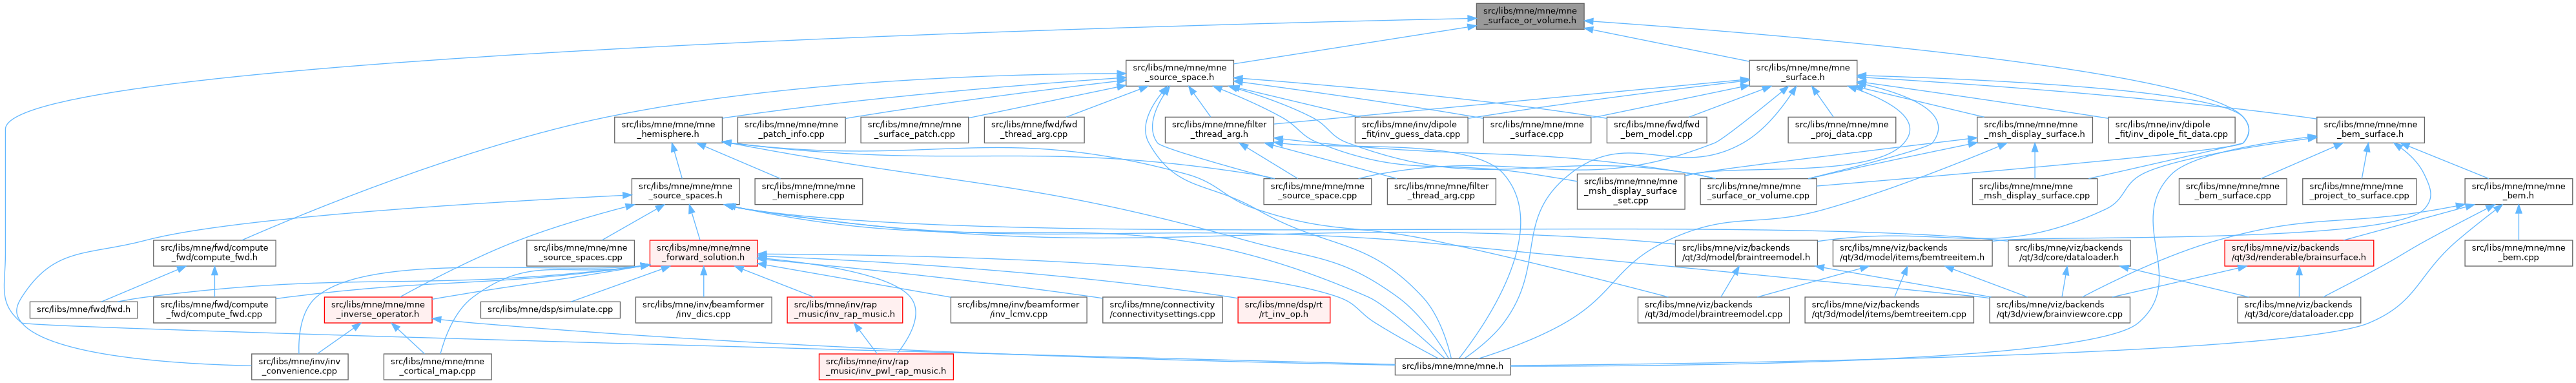 src/libs/mne/mne/mne
_surface_or_volume.h
src/libs/mne/mne/mne
_source_space.h
src/libs/mne/mne/mne
_surface.h
src/libs/mne/mne/mne
_hemisphere.h
src/libs/mne/mne/mne
_patch_info.cpp
src/libs/mne/mne/mne
_surface_patch.cpp
src/libs/mne/fwd/fwd
_thread_arg.cpp
src/libs/mne/mne/filter
_thread_arg.h
src/libs/mne/inv/dipole
_fit/inv_guess_data.cpp
src/libs/mne/mne/mne
_surface.cpp
src/libs/mne/fwd/fwd
_bem_model.cpp
src/libs/mne/mne/mne
_proj_data.cpp
src/libs/mne/mne/mne
_msh_display_surface.h
src/libs/mne/inv/dipole
_fit/inv_dipole_fit_data.cpp
src/libs/mne/mne/mne
_bem_surface.h
src/libs/mne/mne/mne
_source_spaces.h
src/libs/mne/mne/mne
_hemisphere.cpp
src/libs/mne/mne/mne
_source_space.cpp
src/libs/mne/mne/filter
_thread_arg.cpp
src/libs/mne/mne/mne
_msh_display_surface
_set.cpp
src/libs/mne/mne/mne
_surface_or_volume.cpp
src/libs/mne/mne/mne
_msh_display_surface.cpp
src/libs/mne/mne/mne
_bem_surface.cpp
src/libs/mne/mne/mne
_project_to_surface.cpp
src/libs/mne/mne/mne
_bem.h
src/libs/mne/fwd/compute
_fwd/compute_fwd.h
src/libs/mne/mne/mne
_source_spaces.cpp
src/libs/mne/mne/mne
_forward_solution.h
src/libs/mne/viz/backends
/qt/3d/model/braintreemodel.h
src/libs/mne/viz/backends
/qt/3d/model/items/bemtreeitem.h
src/libs/mne/viz/backends
/qt/3d/core/dataloader.h
src/libs/mne/viz/backends
/qt/3d/renderable/brainsurface.h
src/libs/mne/mne/mne
_bem.cpp
src/libs/mne/fwd/fwd.h
src/libs/mne/fwd/compute
_fwd/compute_fwd.cpp
src/libs/mne/mne/mne
_inverse_operator.h
src/libs/mne/dsp/simulate.cpp
src/libs/mne/inv/beamformer
/inv_dics.cpp
src/libs/mne/inv/rap
_music/inv_rap_music.h
src/libs/mne/inv/beamformer
/inv_lcmv.cpp
src/libs/mne/connectivity
/connectivitysettings.cpp
src/libs/mne/dsp/rt
/rt_inv_op.h
src/libs/mne/viz/backends
/qt/3d/model/braintreemodel.cpp
src/libs/mne/viz/backends
/qt/3d/model/items/bemtreeitem.cpp
src/libs/mne/viz/backends
/qt/3d/view/brainviewcore.cpp
src/libs/mne/viz/backends
/qt/3d/core/dataloader.cpp
src/libs/mne/inv/inv
_convenience.cpp
src/libs/mne/mne/mne
_cortical_map.cpp
src/libs/mne/inv/rap
_music/inv_pwl_rap_music.h
src/libs/mne/mne/mne.h